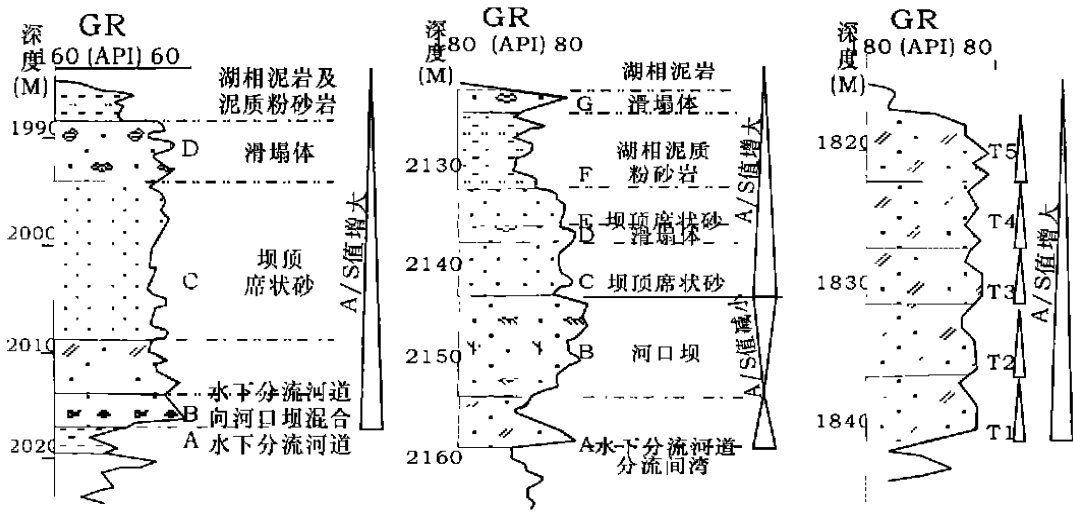 GR
深度
(M)
160 (API) 60
湖相泥岩及
泥质粉砂岩
1990
D
滑塌体
2000
C
坝顶
席状砂
2010
水下分流河道
B
向河口坝混合
A
水下分流河道
2020
A/S值增大
GR
深度
(M)
180 (API) 80
湖相泥岩
G
滑塌体
2130
F
湖相泥质
粉砂岩
E
坝顶席状砂
D
滑塌体
2140
C
坝顶席状砂
2150
B
河口坝
A
水下分流河道
2160
分流间湾
A/S值增大
A/S值减小
GR
深度
(M)
180 (API) 80
1820
T5
T4
1830
T3
T2
1840
T1
A/S值增大